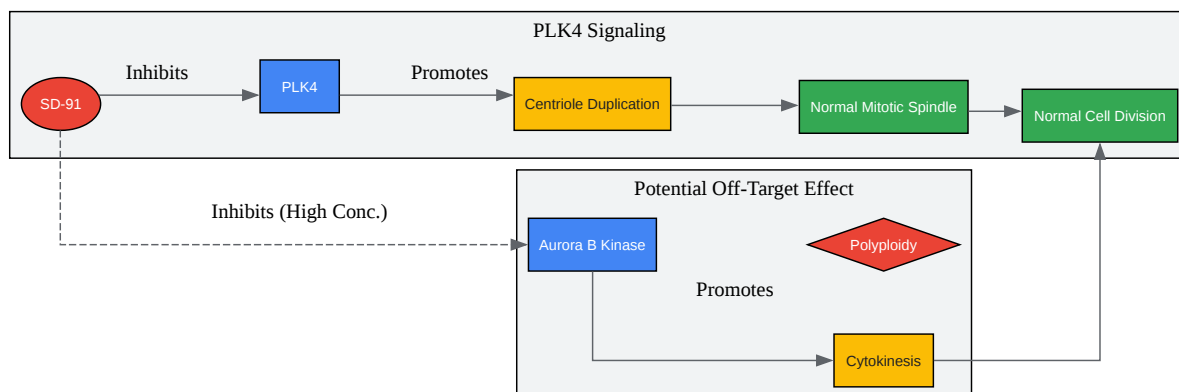 PLK4 Signaling
Inhibits
Promotes
SD-91
PLK4
Centriole Duplication
Normal Mitotic Spindle
Normal Cell Division
Potential Off-Target Effect
Inhibits (High Conc.)
Aurora B Kinase
Polyploidy
Promotes
Cytokinesis